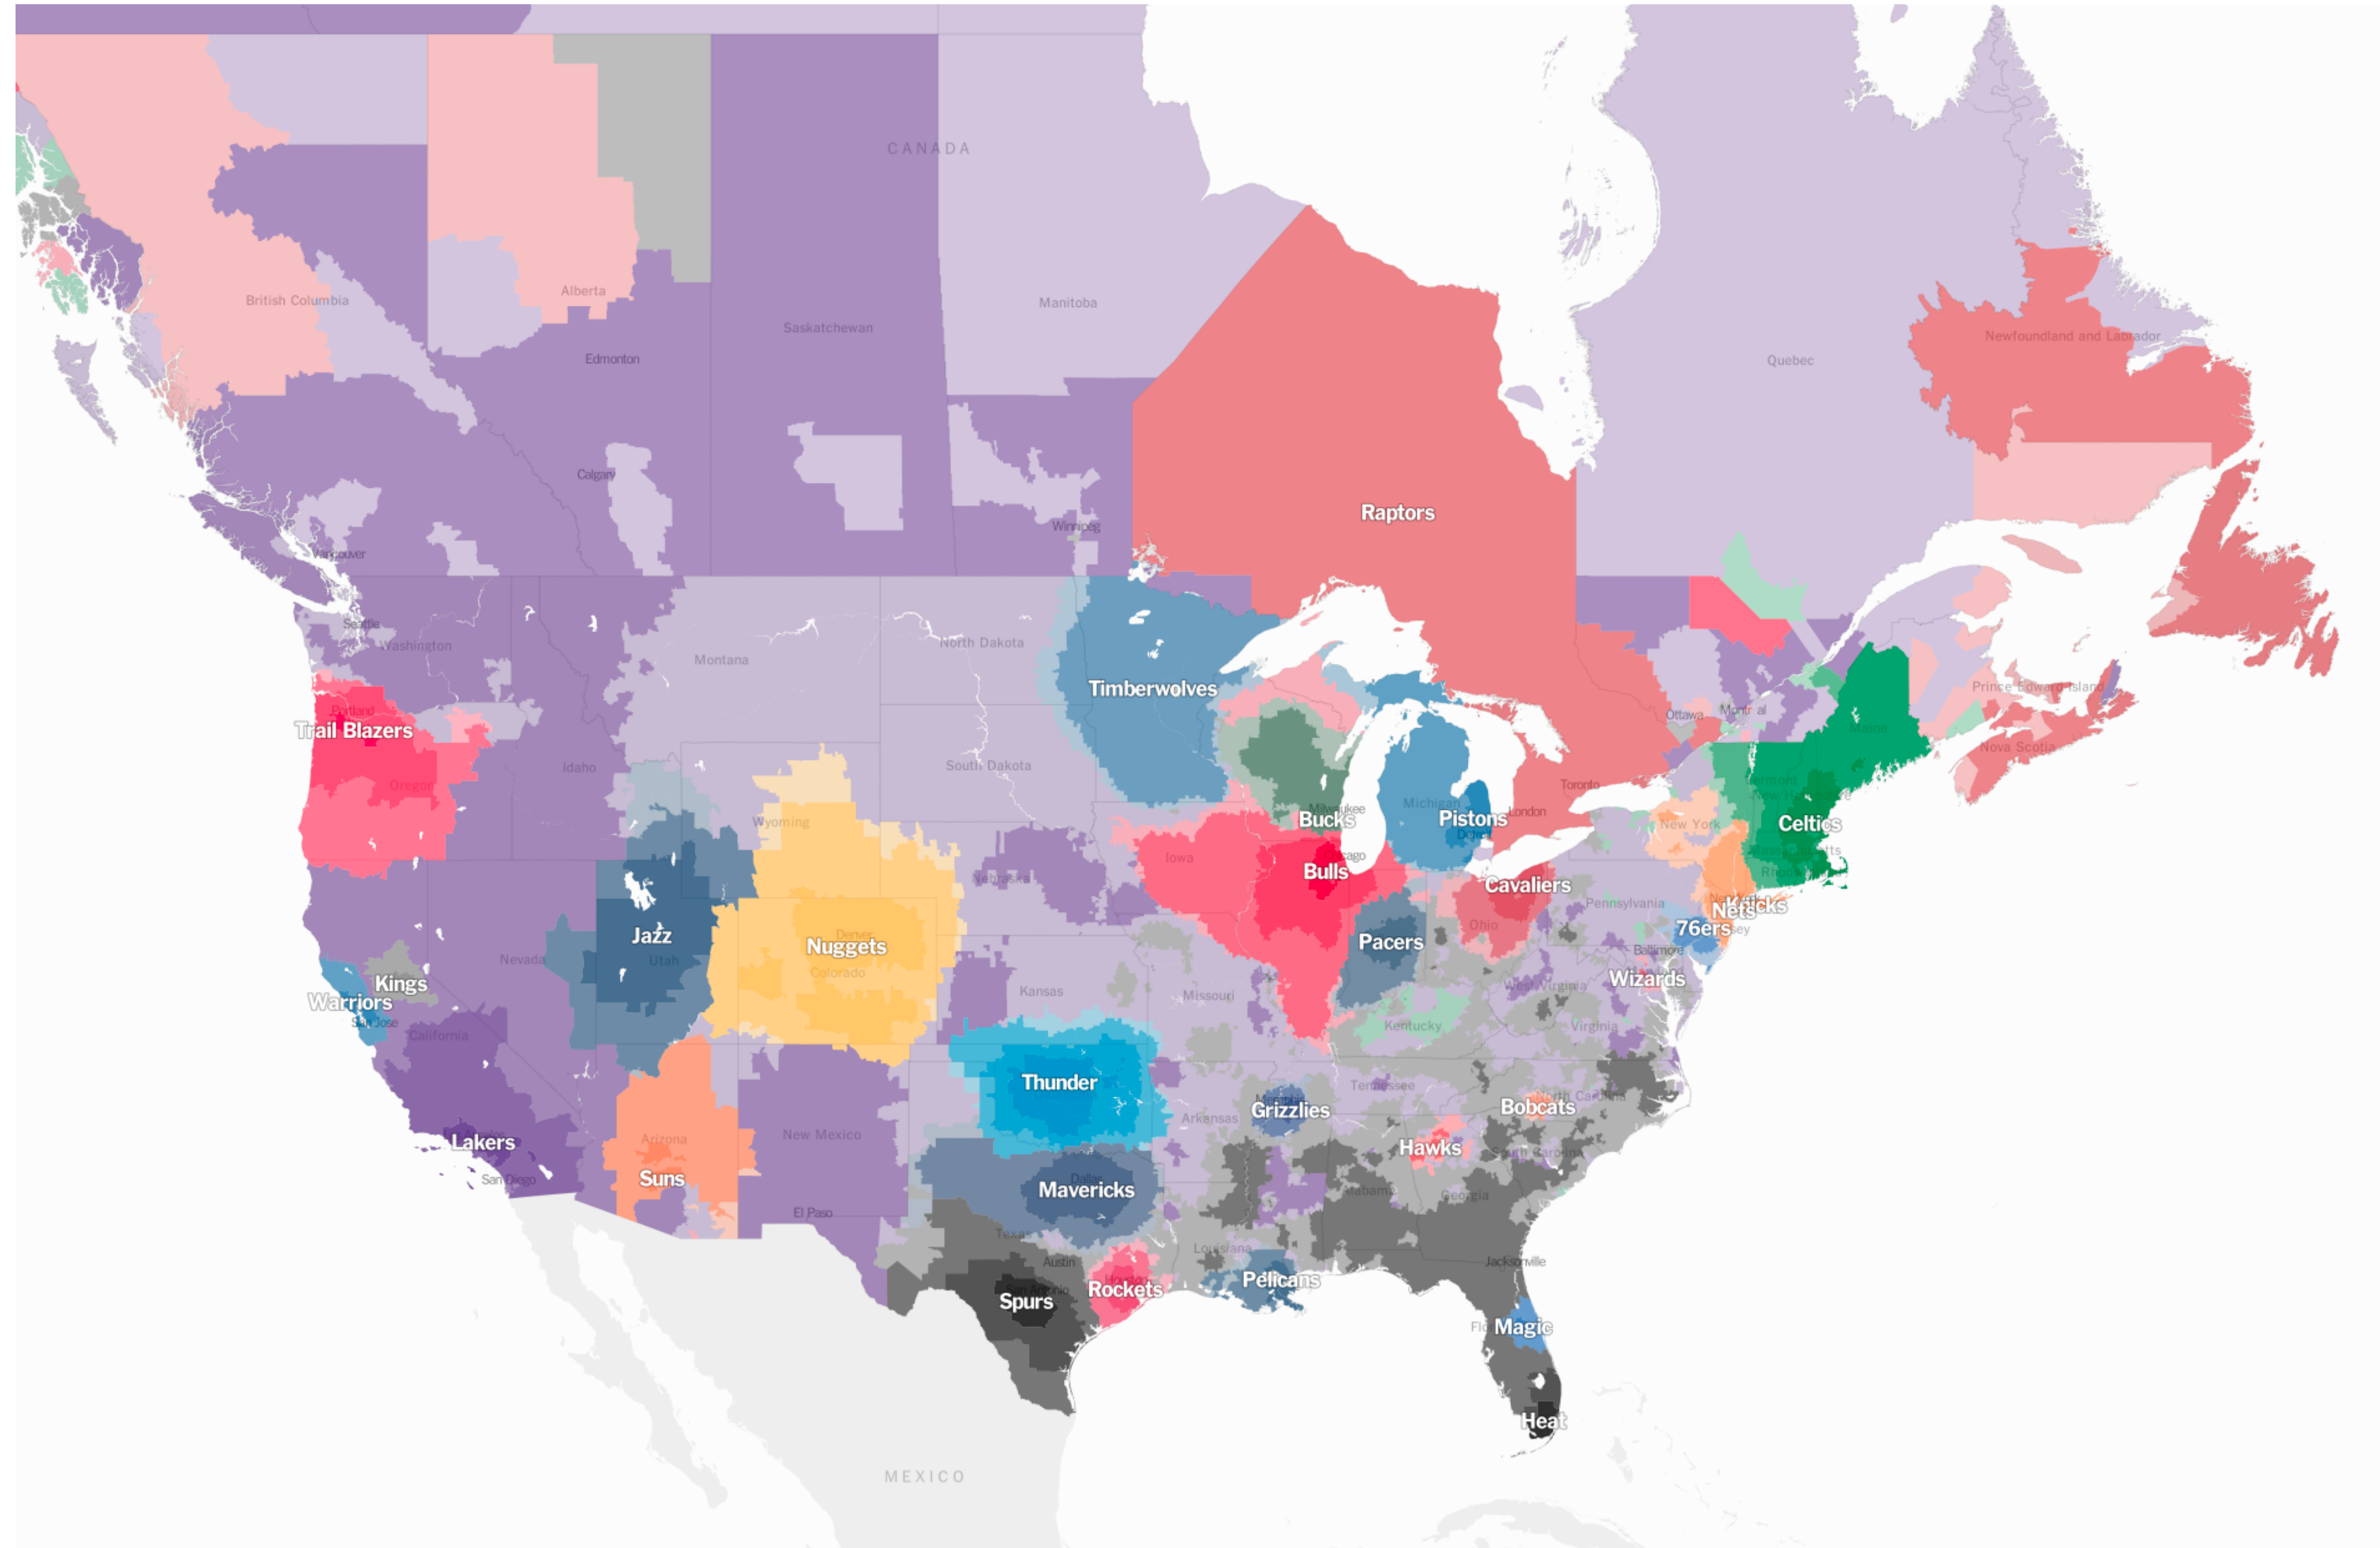 CANADA
British Columbia
Alberta
Manitoba
Saskatchewan
Newfoundland and Labrador
Edmonton
Quebec
Calgary
Raptors
Winnipeg
Vancouver
Seattle
Washington
North Dakota
Montana
Timberwolves
Prince Edward Island
Portland
Ottawa
Trail Blazers
Maine
Nova Scotia
Idaho
South Dakota
Oregon
Toronto
Michigan
Milwaukee
London
Wyoming
Bucks
Pistons
New York
Celtics
Iowa
Bulls
Nebraska
Cavaliers
Pennsylvania
Knicks
Nets
Ohio
76ers
Jazz
Denver
Nuggets
Pacers
Baltimore
Nevada
Utah
Colorado
Wizards
Kings
Warriors
Kansas
Missouri
West Virginia
San Jose
California
Kentucky
Virginia
Thunder
Tennessee
Memphis
Grizzlies
Bobcats
North Carolina
Arkansas
Lakers
Arizona
New Mexico
Hawks
South Carolina
San Diego
Suns
Mavericks
Alabama
Georgia
El Paso
Texas
Louisiana
Austin
Jacksonville
Pelicans
Rockets
Spurs
Magic
Heat
MEXICO